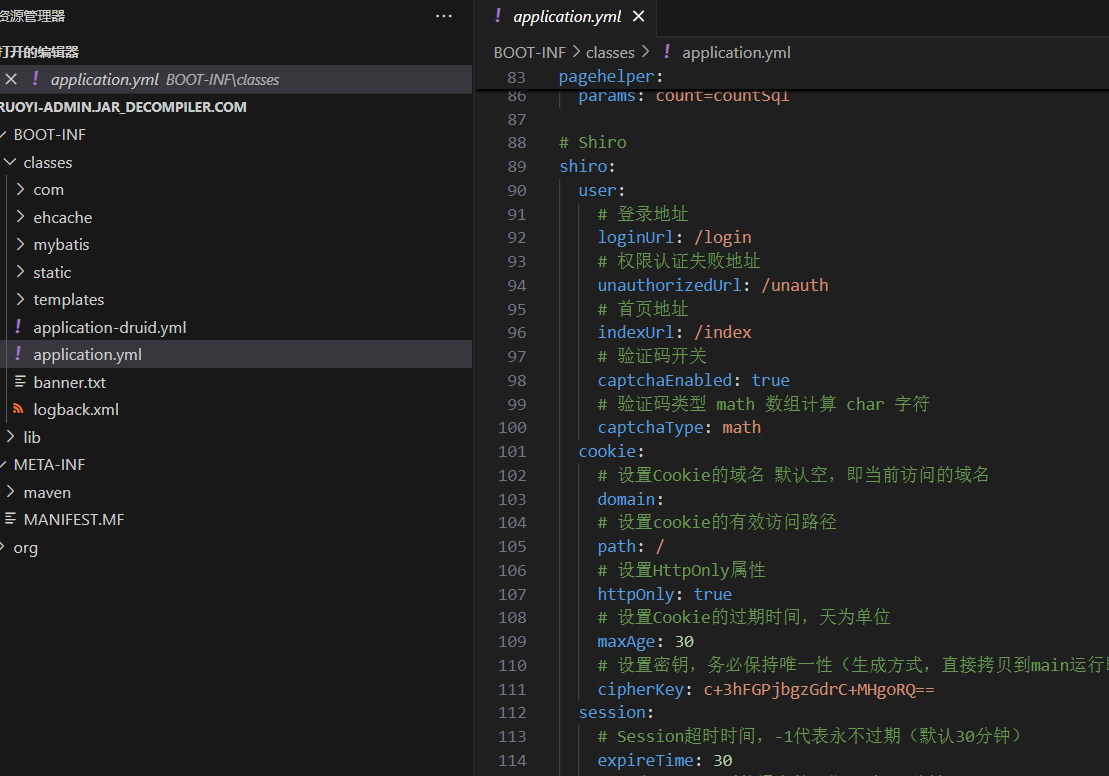 资源管理器
···
打开的编辑器
application.yml BOOT-INF\classes
RUOYI-ADMIN.JAR_DECOMPILER.COM
BOOT-INF
classes
com
ehcache
mybatis
static
templates
application-druid.yml
application.yml
banner.txt
logback.xml
lib
META-INF
maven
MANIFEST.MF
org
application.yml
BOOT-INF > classes > application.yml
83 pagehelper:
86 params: count=countSql
87
88 # Shiro
89 shiro:
90 user:
91 # 登录地址
92 loginUrl: /login
93 # 权限认证失败地址
94 unauthorizedUrl: /unauth
95 # 首页地址
96 indexUrl: /index
97 # 验证码开关
98 captchaEnabled: true
99 # 验证码类型 math 数组计算 char 字符
100 captchaType: math
101 cookie:
102 # 设置Cookie的域名 默认空，即当前访问的域名
103 domain:
104 # 设置cookie的有效访问路径
105 path: /
106 # 设置HttpOnly属性
107 httpOnly: true
108 # 设置Cookie的过期时间，天为单位
109 maxAge: 30
110 # 设置密钥，务必保持唯一性（生成方式，直接拷贝到main运行
111 cipherKey: c+3hFGPjbgzGdrC+MHgoRQ==
112 session:
113 # Session超时时间，-1代表永不过期（默认30分钟）
114 expireTime: 30